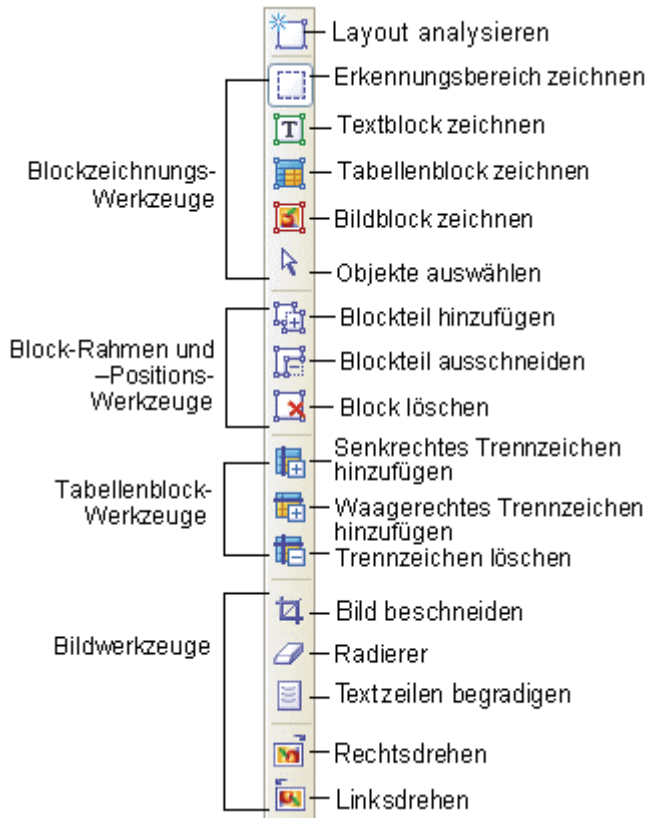 Layout analysieren
Erkennungsbereich zeichnen
Textblock zeichnen
Blockzeichnungs-
Werkzeuge
Tabellenblock zeichnen
Bildblock zeichnen
Objekte auswählen
Block-Rahmen und
–Positions-
Werkzeuge
Blockteil hinzufügen
Blockteil ausschneiden
Block löschen
Tabellenblock-
Werkzeuge
Senkrechtes Trennzeichen
hinzufügen
Waagerechtes Trennzeichen
hinzufügen
Trennzeichen löschen
Bildwerkzeuge
Bild beschneiden
Radierer
Textzeilen begradigen
Rechtsdrehen
Linksdrehen